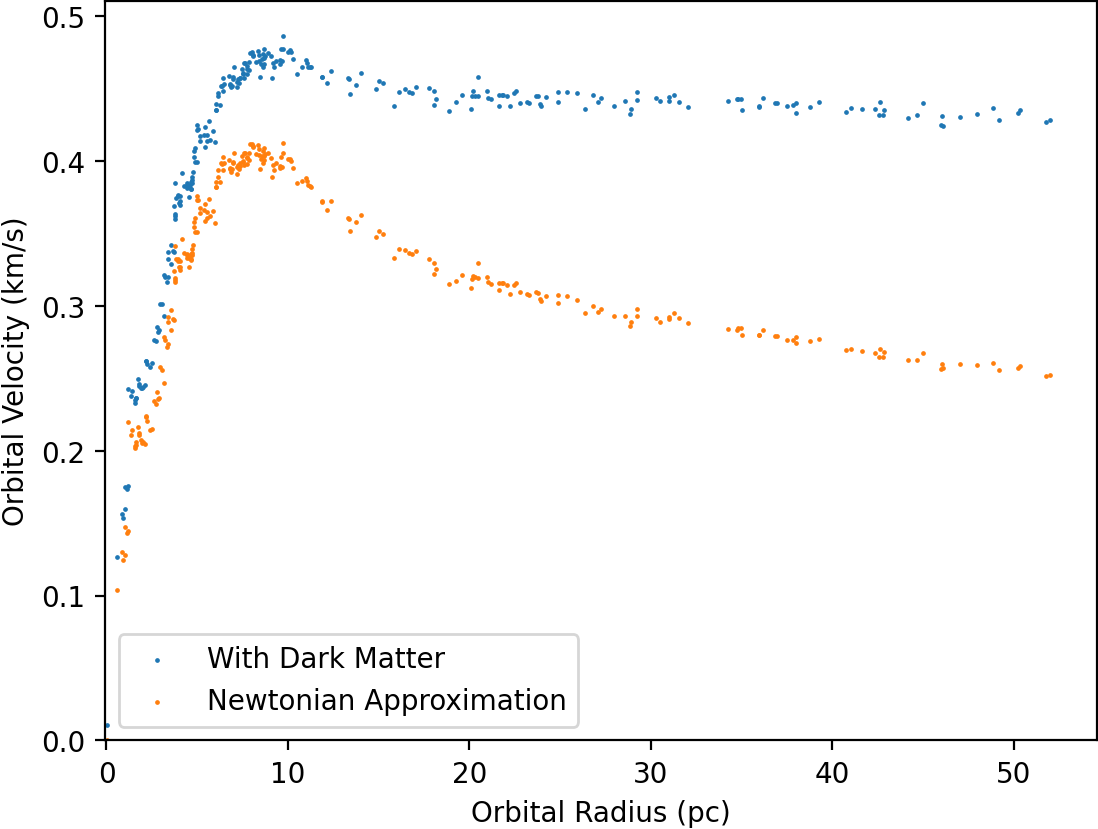 0.5
0.4
0.3
0.2
0.1
0.0
Orbital Velocity (km/s)
With Dark Matter
Newtonian Approximation
0 10 20 30 40 50
Orbital Radius (pc)